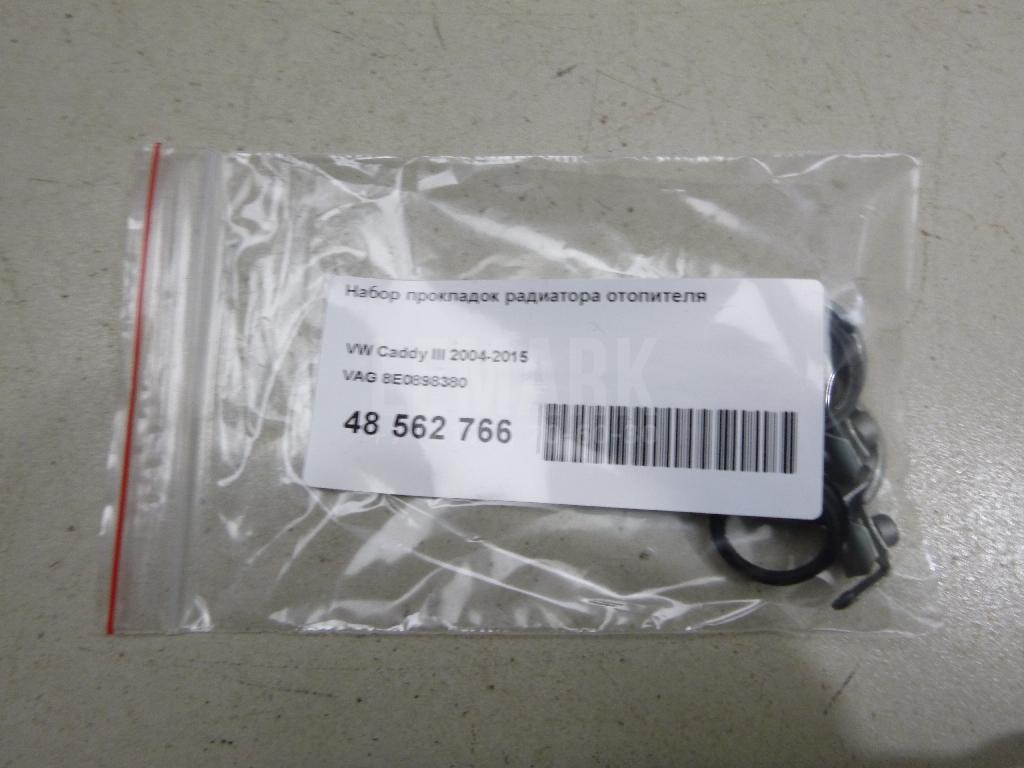 Набор прокладок радиатора отопителя
VW Caddy III 2004-2015
VAG 8E0898380
48 562 766